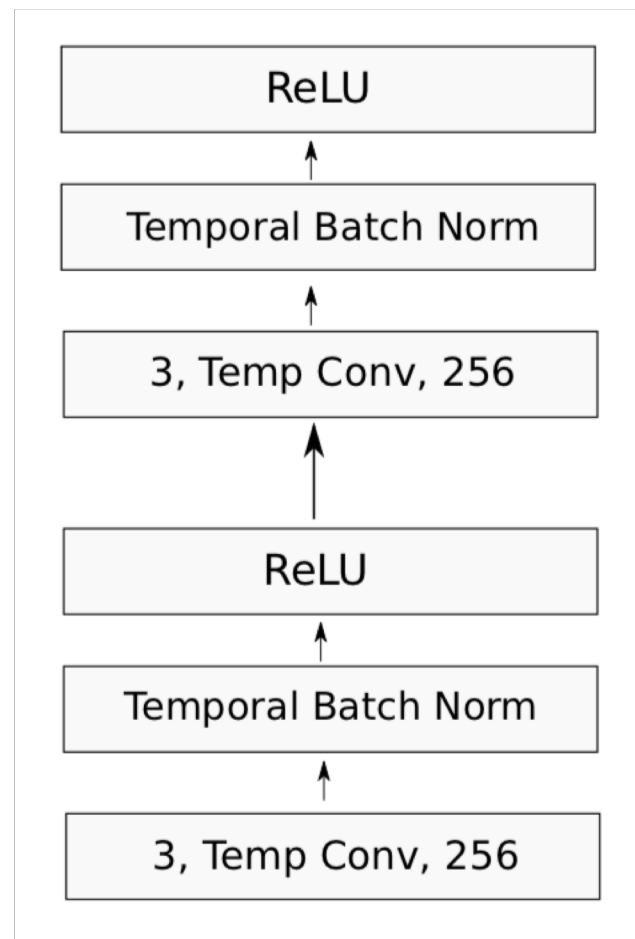 ReLU
Temporal Batch Norm
3, Temp Conv, 256
ReLU
Temporal Batch Norm
3, Temp Conv, 256